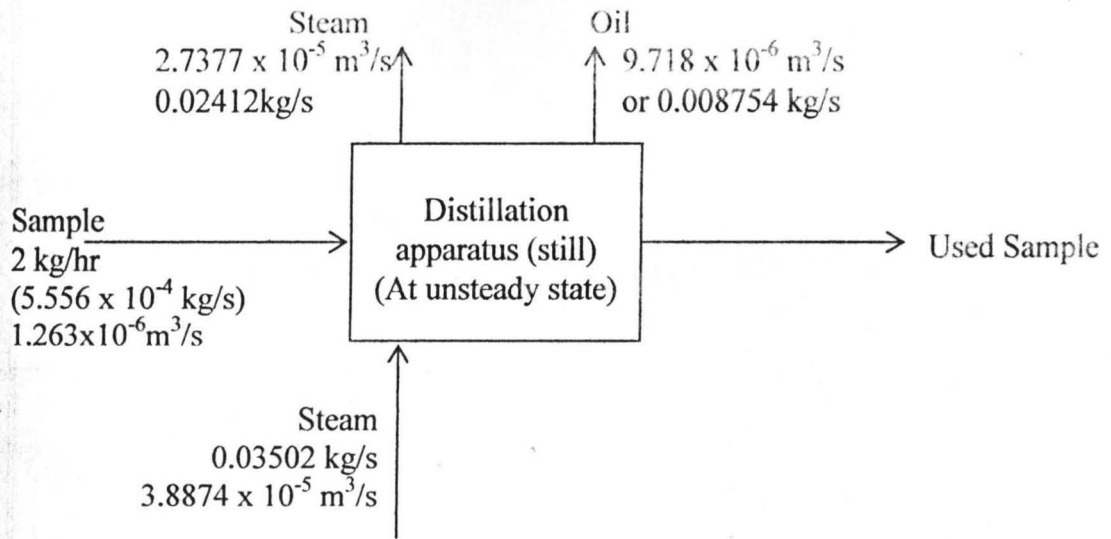 Steam
2.7377 x 10⁻⁵ m³/s
0.02412kg/s
Oil
9.718 x 10⁻⁶ m³/s
or 0.008754 kg/s
Sample
2 kg/hr
(5.556 x 10⁻⁴ kg/s)
1.263x10⁻⁶m³/s
Distillation
apparatus (still)
(At unsteady state)
Used Sample
Steam
0.03502 kg/s
3.8874 x 10⁻⁵ m³/s